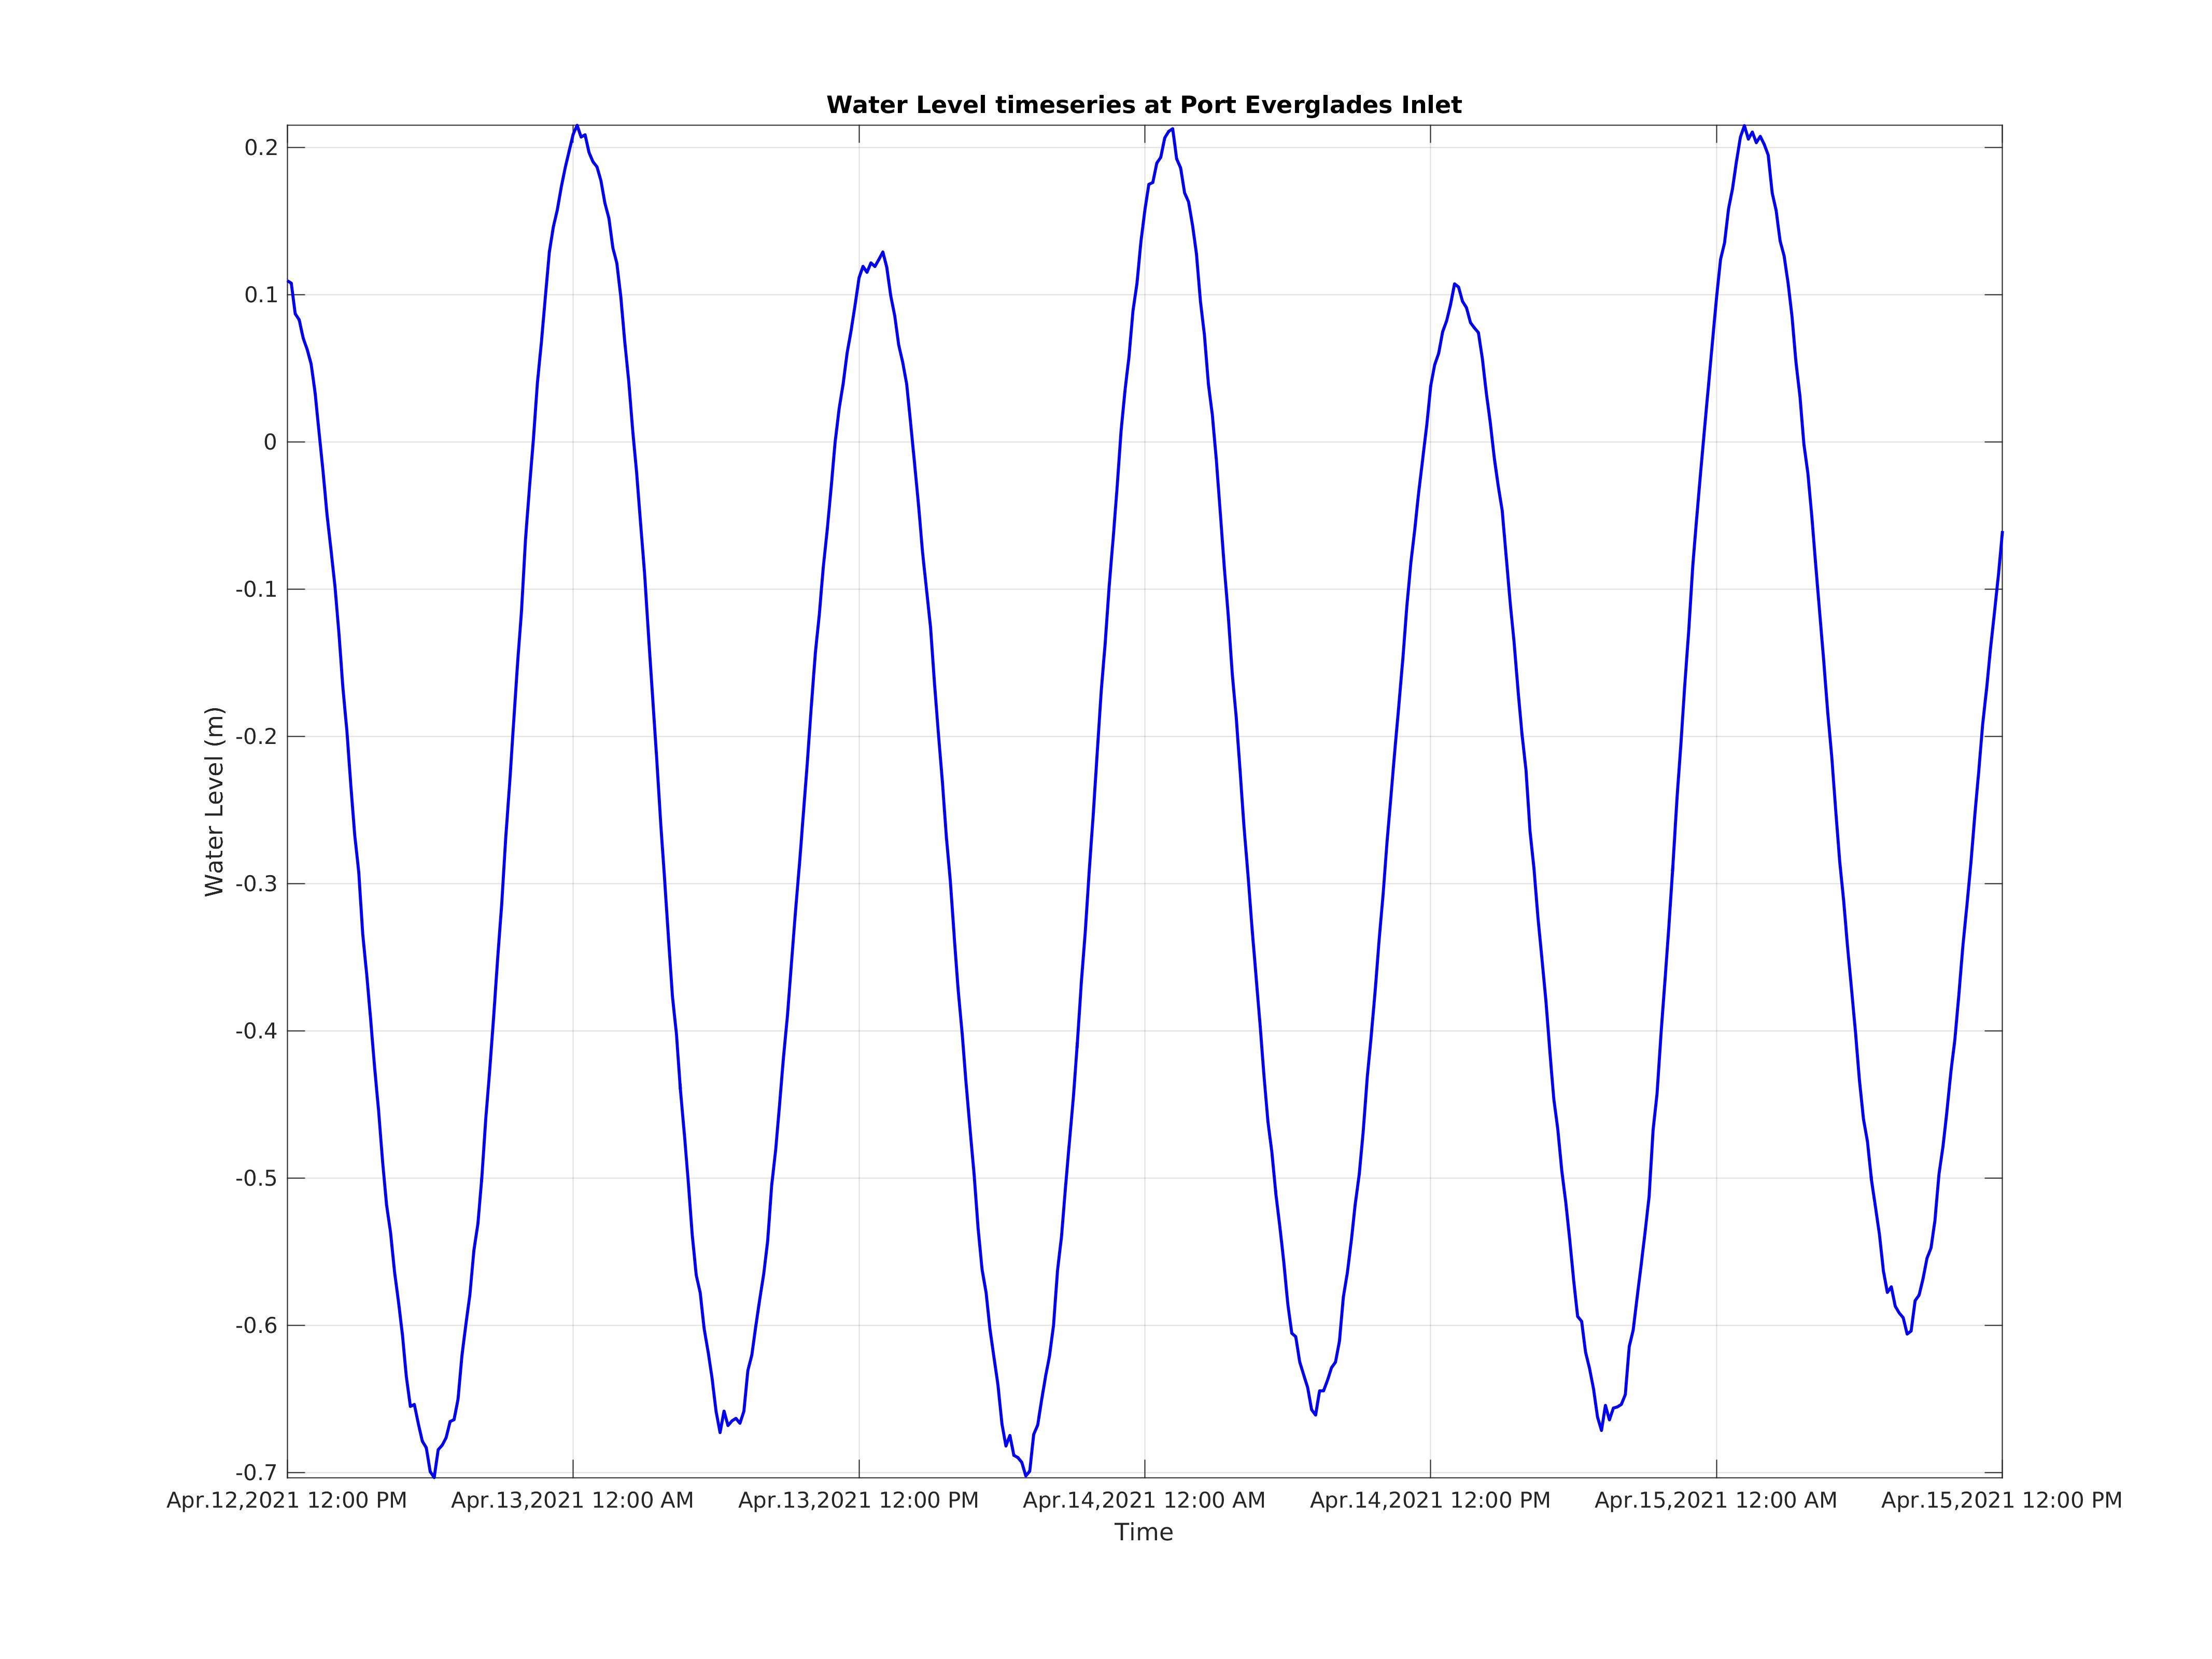 Water Level timeseries at Port Everglades Inlet
0.2
0.1
0
-0.1
-0.2
-0.3
-0.4
-0.5
-0.6
-0.7
Water Level (m)
Apr.12,2021 12:00 PM Apr.13,2021 12:00 AM Apr.13,2021 12:00 PM Apr.14,2021 12:00 AM Apr.14,2021 12:00 PM Apr.15,2021 12:00 AM Apr.15,2021 12:00 PM
Time